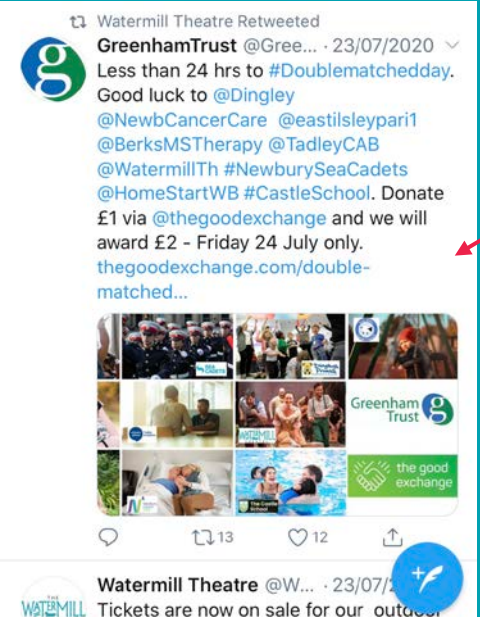 Watermill Theatre Retweeted
GreenhamTrust @Gree... · 23/07/2020
Less than 24 hrs to #Doublematchedday.
Good luck to @Dingley
@NewbCancerCare @eastilsleypari1
@BerksMSTherapy @TadleyCAB
@WatermillTh #NewburySeaCadets
@HomeStartWB #CastleSchool. Donate
£1 via @thegoodexchange and we will
award £2 - Friday 24 July only.
thegoodexchange.com/double-
matched...
SEA
CADETS
WATERMILL
Greenham
Trust
The Castle
School
the good
exchange
13
12
Watermill Theatre @W... · 23/07/2
THE
WATERMILL
Tickets are now on sale for our outdoor